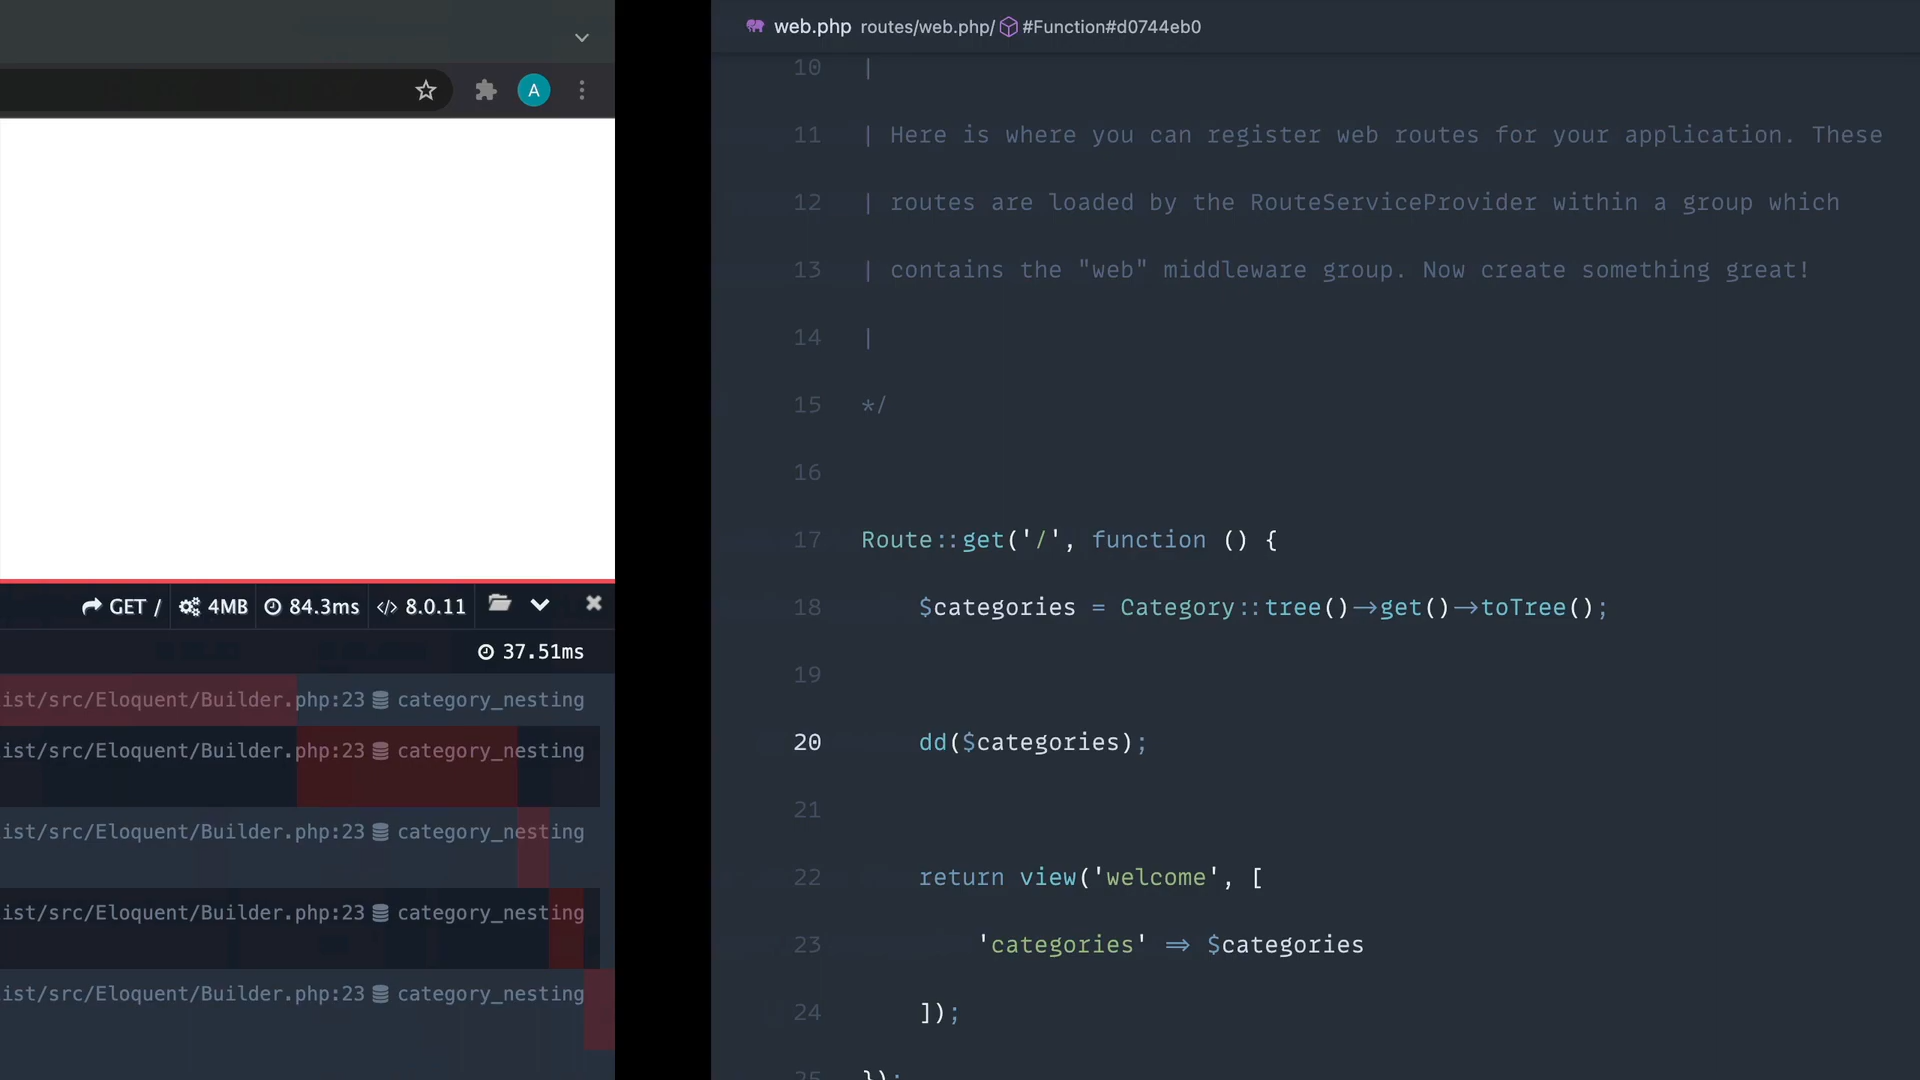 A
GET / 4MB 84.3ms 8.0.11
37.51ms
ist/src/Eloquent/Builder.php:23 category_nesting
ist/src/Eloquent/Builder.php:23 category_nesting
ist/src/Eloquent/Builder.php:23 category_nesting
ist/src/Eloquent/Builder.php:23 category_nesting
ist/src/Eloquent/Builder.php:23 category_nesting
web.php routes/web.php/ #Function#d0744eb0
10 |
11 | Here is where you can register web routes for your application. These
12 | routes are loaded by the RouteServiceProvider within a group which
13 | contains the "web" middleware group. Now create something great!
14 |
15 */
16
17 Route::get('/', function () {
18 $categories = Category::tree()->get()->toTree();
19
20 dd($categories);
21
22 return view('welcome', [
23 'categories' => $categories
24 ]);
25 });